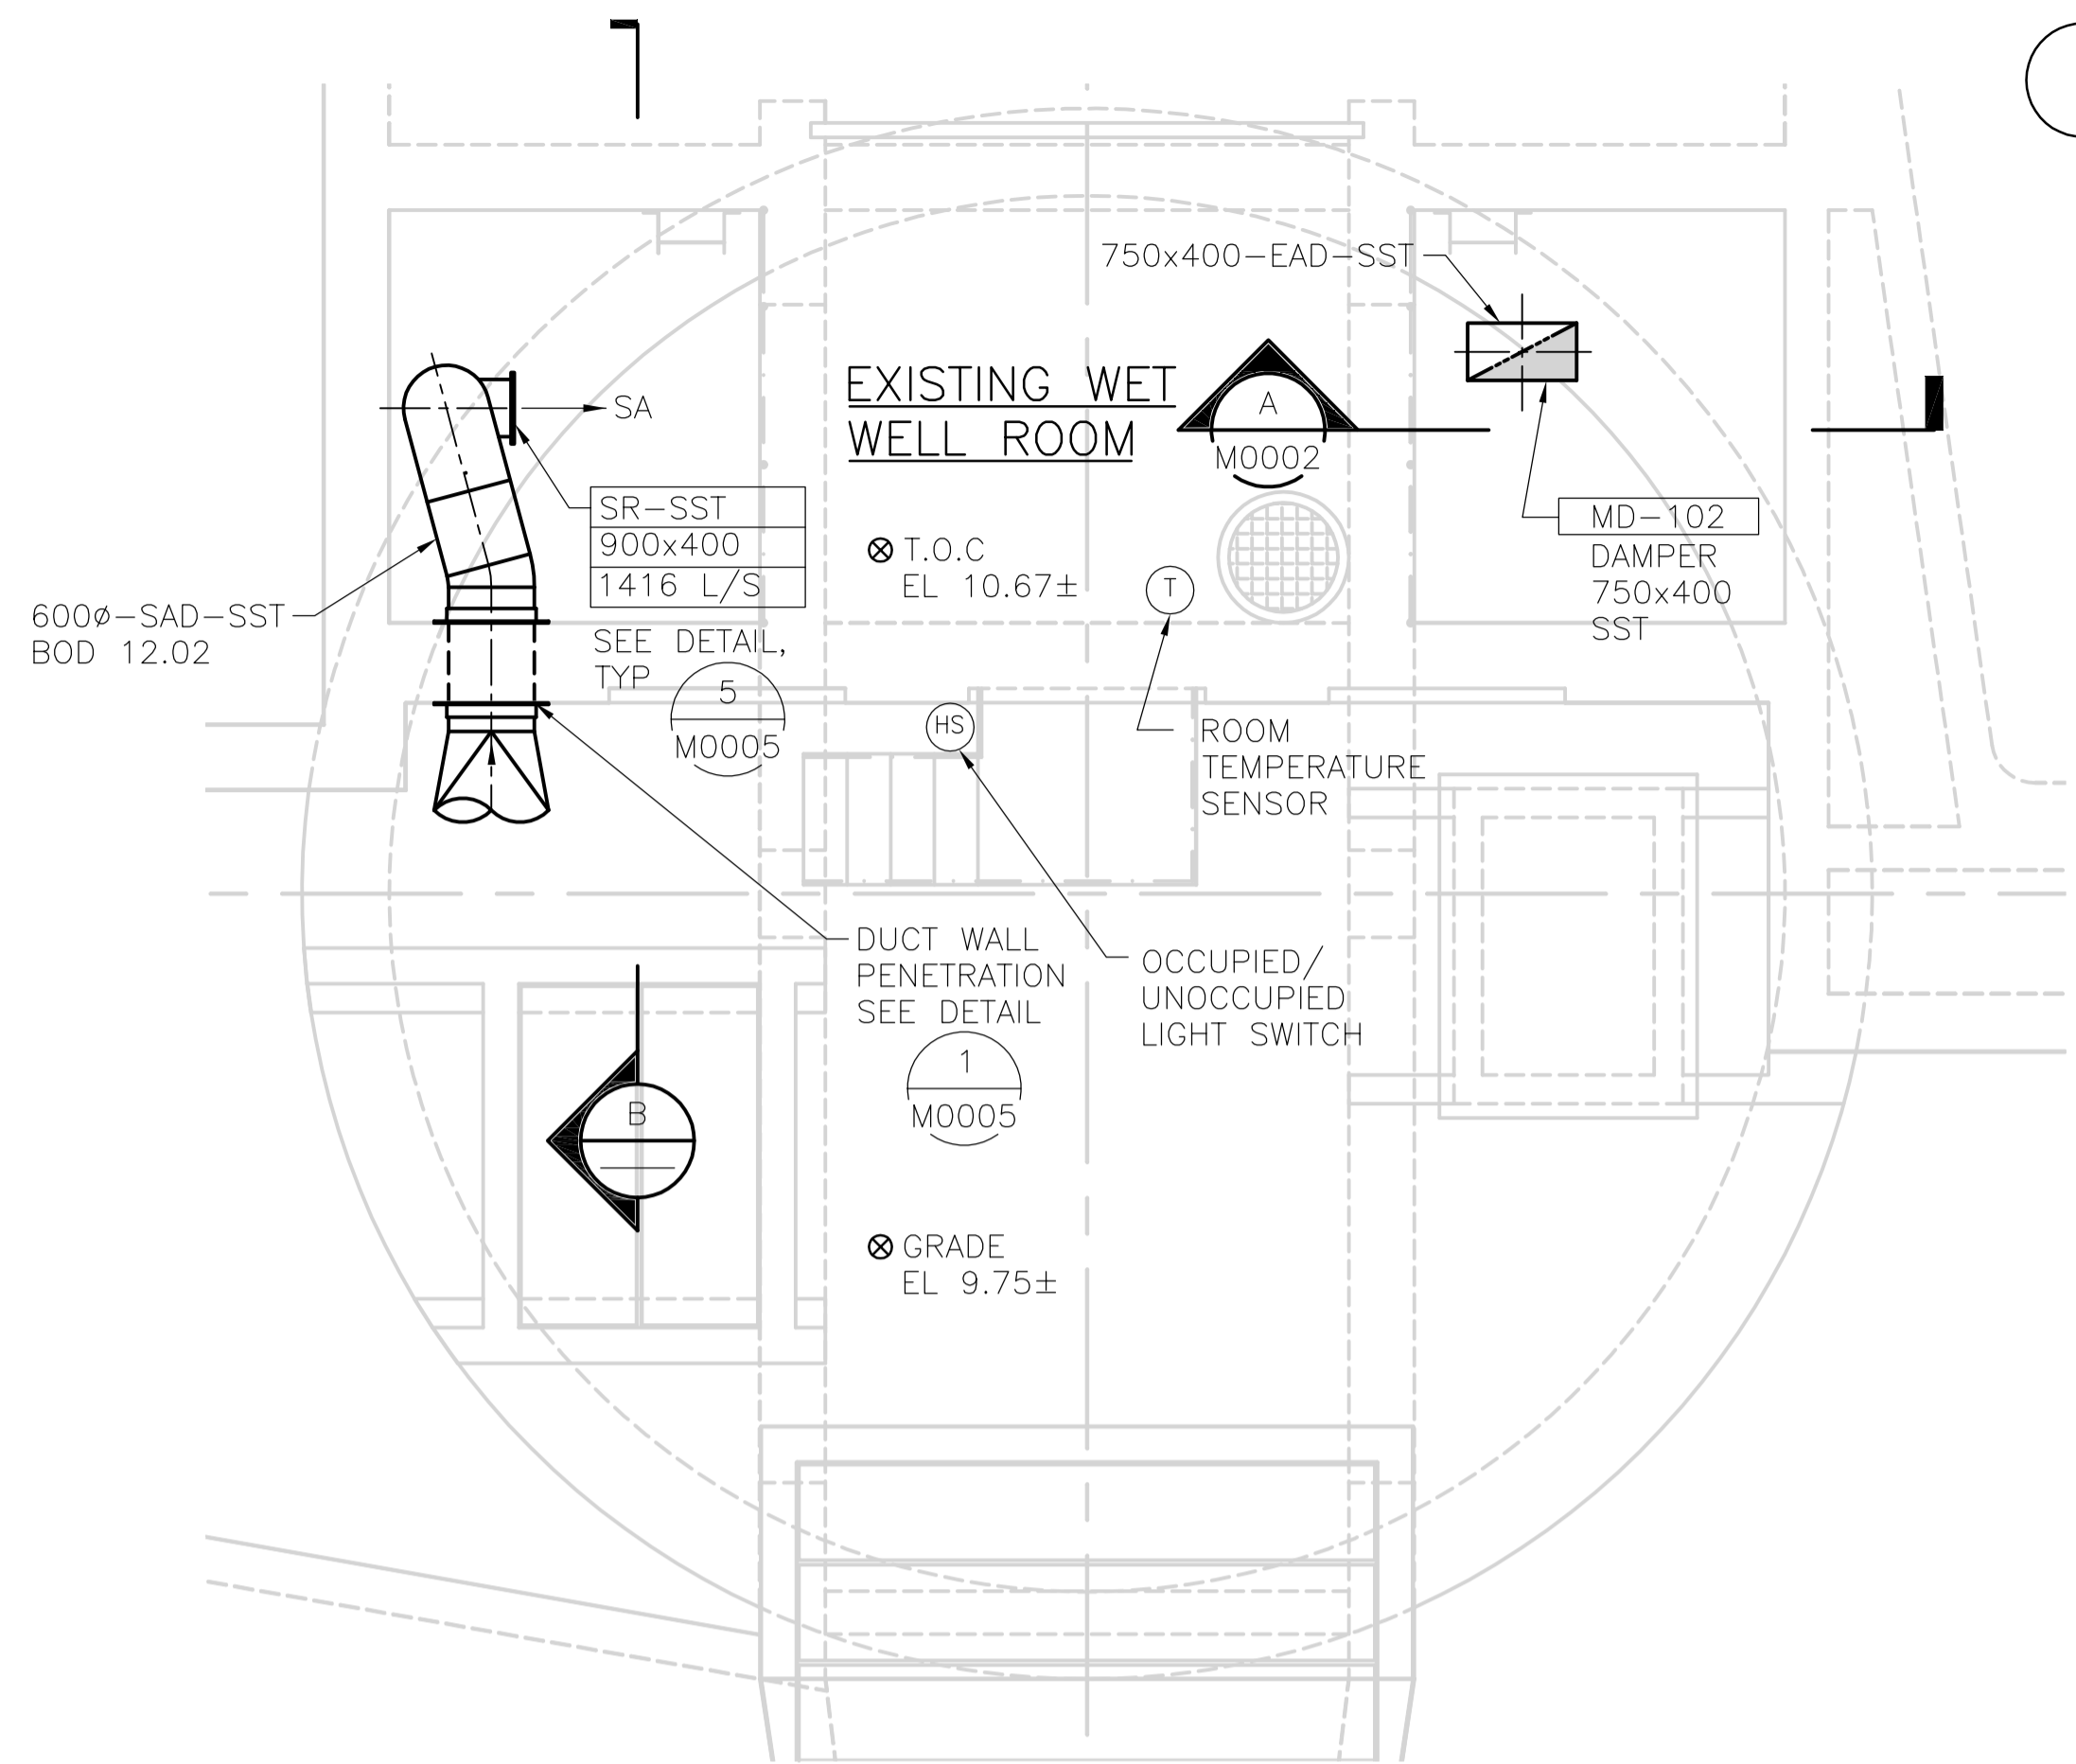 750x400-EAD-SST
EXISTING WET
WELL ROOM
A
M0002
SA
SR-SST
900x400
1416 L/S
MD-102
DAMPER
750x400
SST
T.O.C
EL 10.67±
T
600ø-SAD-SST
BOD 12.02
SEE DETAIL,
TYP
5
M0005
HS
ROOM
TEMPERATURE
SENSOR
DUCT WALL
PENETRATION
SEE DETAIL
1
M0005
OCCUPIED/
UNOCCUPIED
LIGHT SWITCH
B
GRADE
EL 9.75±